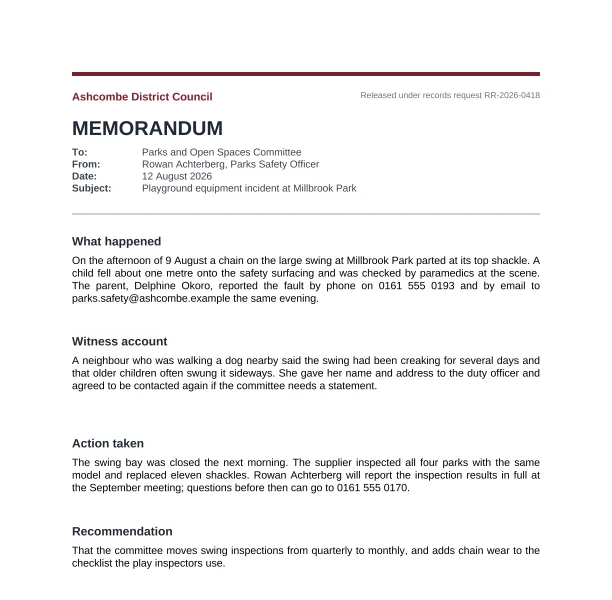 Ashcombe District Council
Released under records request RR-2026-0418
MEMORANDUM
To: Parks and Open Spaces Committee
From: Rowan Achterberg, Parks Safety Officer
Date: 12 August 2026
Subject: Playground equipment incident at Millbrook Park
What happened
On the afternoon of 9 August a chain on the large swing at Millbrook Park parted at its top shackle. A
child fell about one metre onto the safety surfacing and was checked by paramedics at the scene.
The parent, Delphine Okoro, reported the fault by phone on 0161 555 0193 and by email to
parks.safety@ashcombe.example the same evening.
Witness account
A neighbour who was walking a dog nearby said the swing had been creaking for several days and
that older children often swung it sideways. She gave her name and address to the duty officer and
agreed to be contacted again if the committee needs a statement.
Action taken
The swing bay was closed the next morning. The supplier inspected all four parks with the same
model and replaced eleven shackles. Rowan Achterberg will report the inspection results in full at
the September meeting; questions before then can go to 0161 555 0170.
Recommendation
That the committee moves swing inspections from quarterly to monthly, and adds chain wear to the
checklist the play inspectors use.